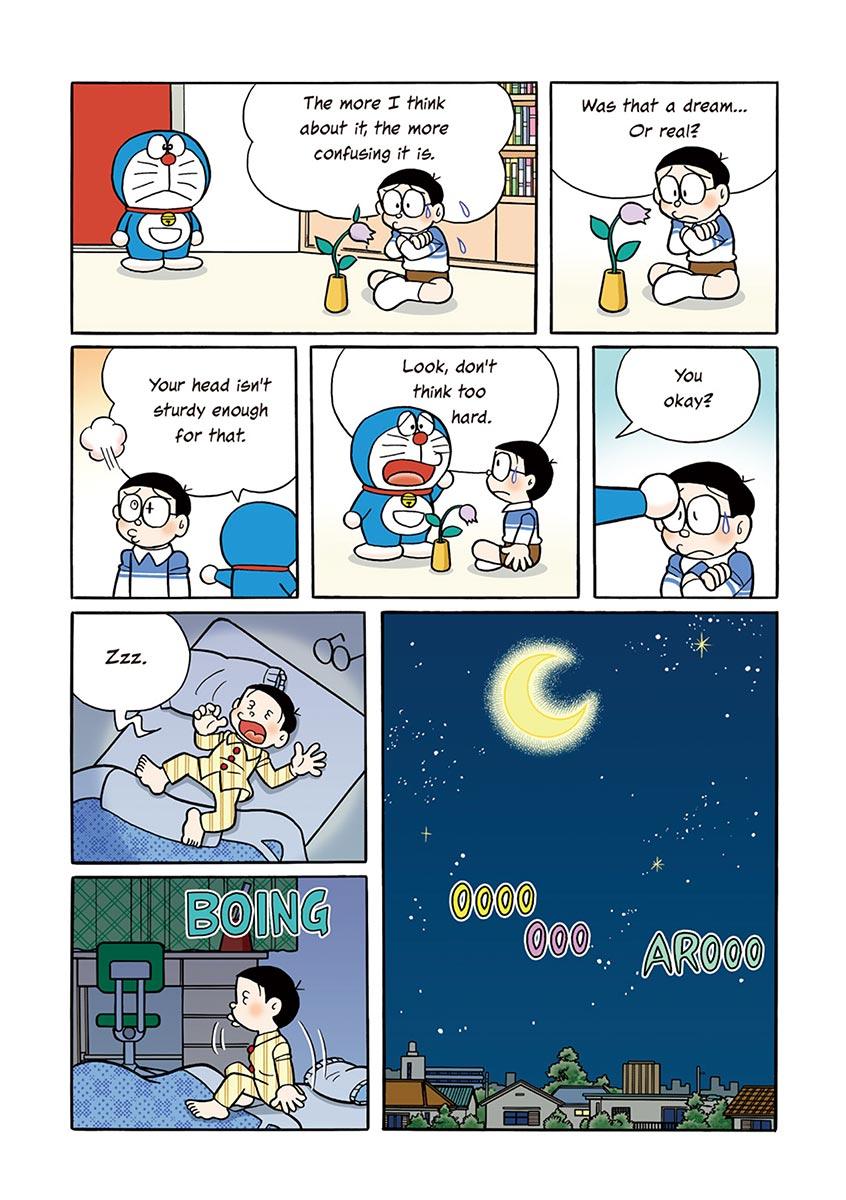 Was that a dream...
Or real?
The more I think
about it, the more
confusing it is.
You
okay?
Look, don't
think too
hard.
Your head isn't
sturdy enough
for that.
AROOO
OOO
OOOO
Zzz.
BOING